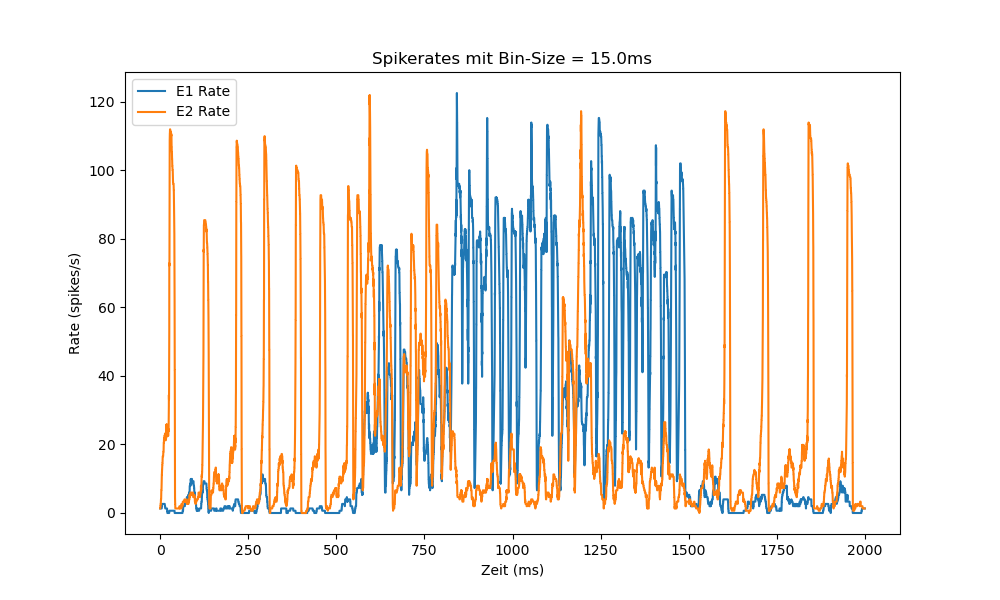 Spikerates mit Bin-Size = 15.0ms
E1 Rate
E2 Rate
120
100
80
60
40
20
0
Rate (spikes/s)
0 250 500 750 1000 1250 1500 1750 2000
Zeit (ms)